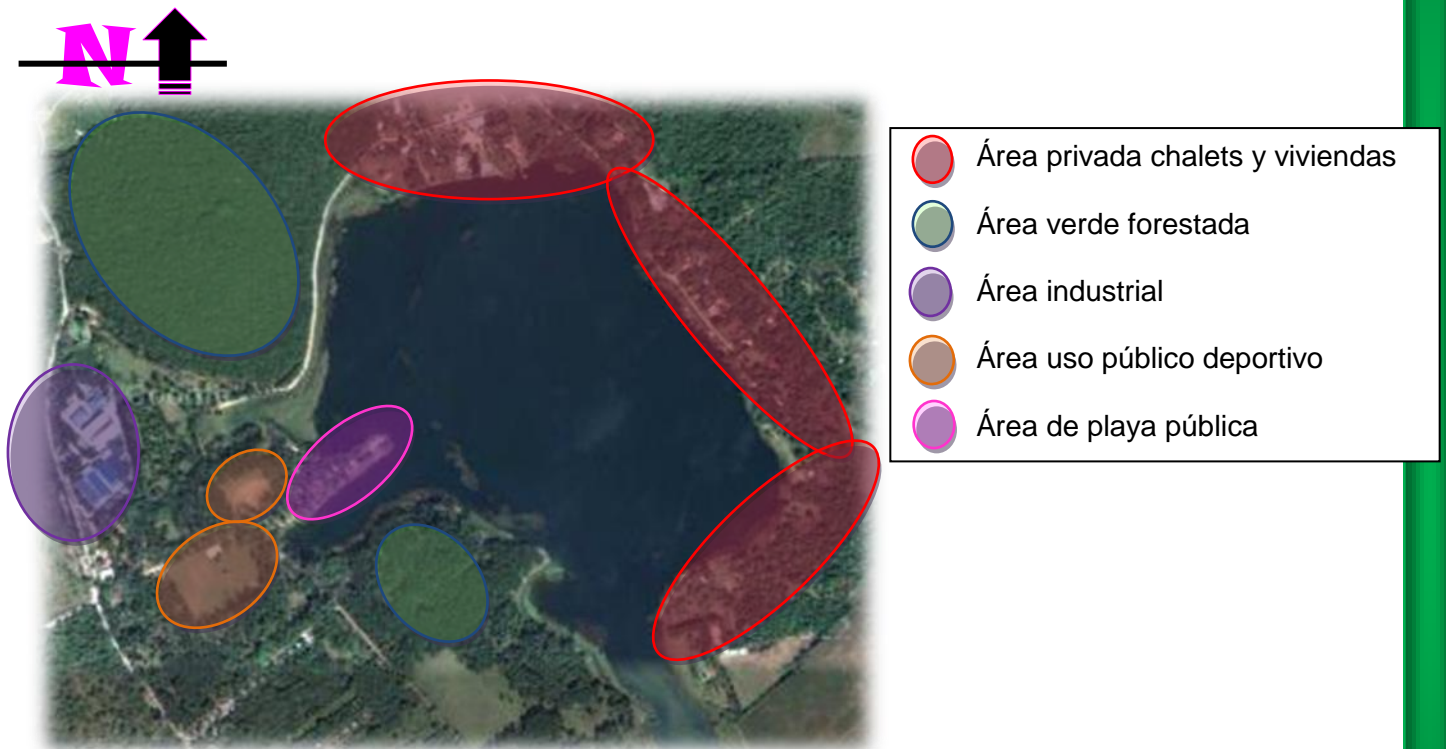 N
Área privada chalets y viviendas
Área verde forestada
Área industrial
Área uso público deportivo
Área de playa pública